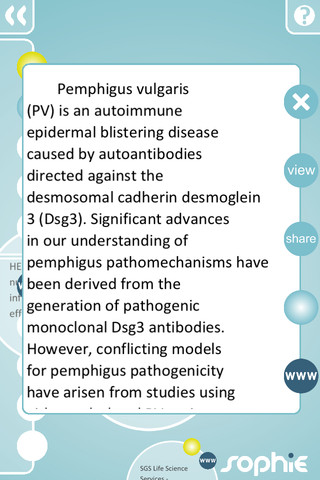 ?
Pemphigus vulgaris
(PV) is an autoimmune
epidermal blistering disease
caused by autoantibodies
directed against the
desmosomal cadherin desmoglein
3 (Dsg3). Significant advances
in our understanding of
pemphigus pathomechanisms have
been derived from the
generation of pathogenic
monoclonal Dsg3 antibodies.
However, conflicting models
for pemphigus pathogenicity
have arisen from studies using
view
share
www
HE
eff
www
sophie
SGS Life Science
Services -